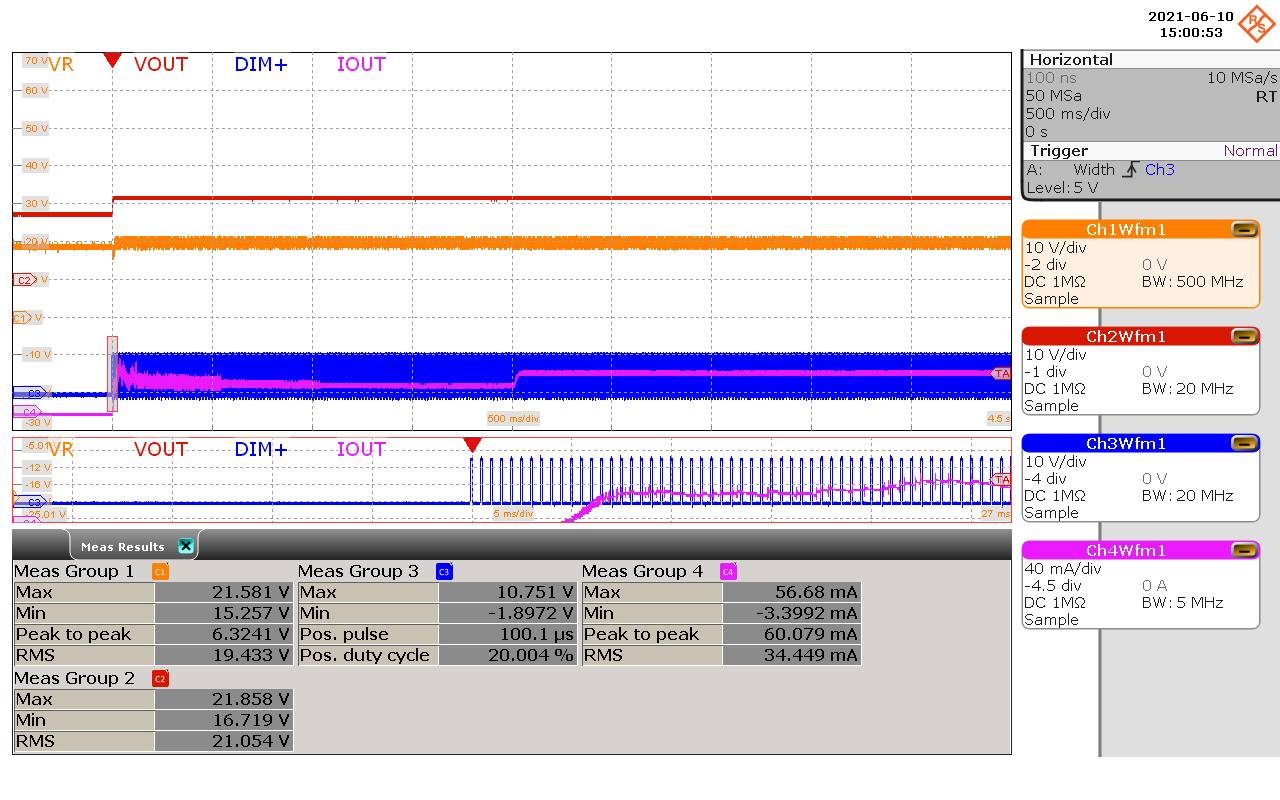 2021-06-10
15:00:53
70 V VR VOUT DIM+ IOUT
60 V
50 V
40 V
30 V
20 V
C2 V
C1 V
-10 V
C3
C4
-30 V
500 ms/div 4.5 s
TA
-5.01 VR VOUT DIM+ IOUT
-12 V
-16 V
C3
TA
-25.01 V 5 ms/div 27 ms
Horizontal
100 ns 10 MSa/s
50 MSa RT
500 ms/div
0 s
Trigger Normal
A: Width Ch3
Level: 5 V
Ch1Wfm1
10 V/div
-2 div 0 V
DC 1MΩ BW: 500 MHz
Sample
Ch2Wfm1
10 V/div
-1 div 0 V
DC 1MΩ BW: 20 MHz
Sample
Ch3Wfm1
10 V/div
-4 div 0 V
DC 1MΩ BW: 20 MHz
Sample
Ch4Wfm1
40 mA/div
-4.5 div 0 A
DC 1MΩ BW: 5 MHz
Sample
Meas Results
Meas Group 1 C1
Max 21.581 V
Min 15.257 V
Peak to peak 6.3241 V
RMS 19.433 V
Meas Group 3 C3
Max 10.751 V
Min -1.8972 V
Pos. pulse 100.1 µs
Pos. duty cycle 20.004 %
Meas Group 4 C4
Max 56.68 mA
Min -3.3992 mA
Peak to peak 60.079 mA
RMS 34.449 mA
Meas Group 2 C2
Max 21.858 V
Min 16.719 V
RMS 21.054 V